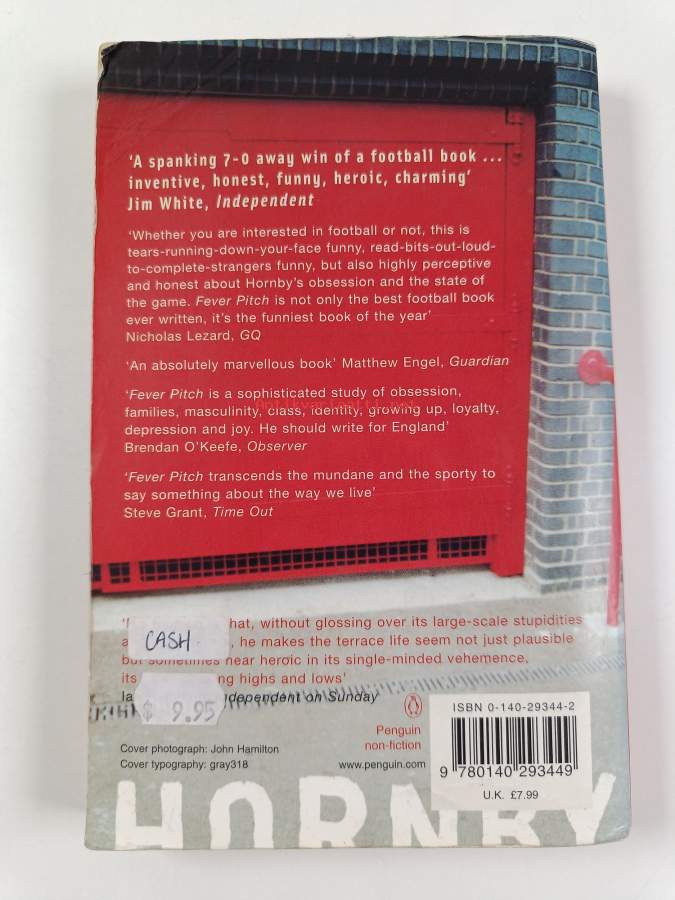 'A spanking 7-0 away win of a football book ...
inventive, honest, funny, heroic, charming'
Jim White, Independent
'Whether you are interested in football or not, this is
tears-running-down-your-face funny, read-bits-out-loud-
to-complete-strangers funny, but also highly perceptive
and honest about Hornby's obsession and the state of
the game. Fever Pitch is not only the best football book
ever written, it's the funniest book of the year'
Nicholas Lezard, GQ
'An absolutely marvellous book' Matthew Engel, Guardian
'Fever Pitch is a sophisticated study of obsession,
families, masculinity, class, identity, growing up, loyalty,
depression and joy. He should write for England'
Brendan O'Keefe, Observer
'Fever Pitch transcends the mundane and the sporty to
say something about the way we live'
Steve Grant, Time Out
hat, without glossing over its large-scale stupidities
CASH , he makes the terrace life seem not just plausible
but sometimes near heroic in its single-minded vehemence,
its ng highs and lows'
Independent on Sunday
$ 9.95
Penguin
non-fiction
Cover photograph: John Hamilton
Cover typography: gray318
www.penguin.com
ISBN 0-140-29344-2
9 780140 293449
U.K. £7.99
HORNBY